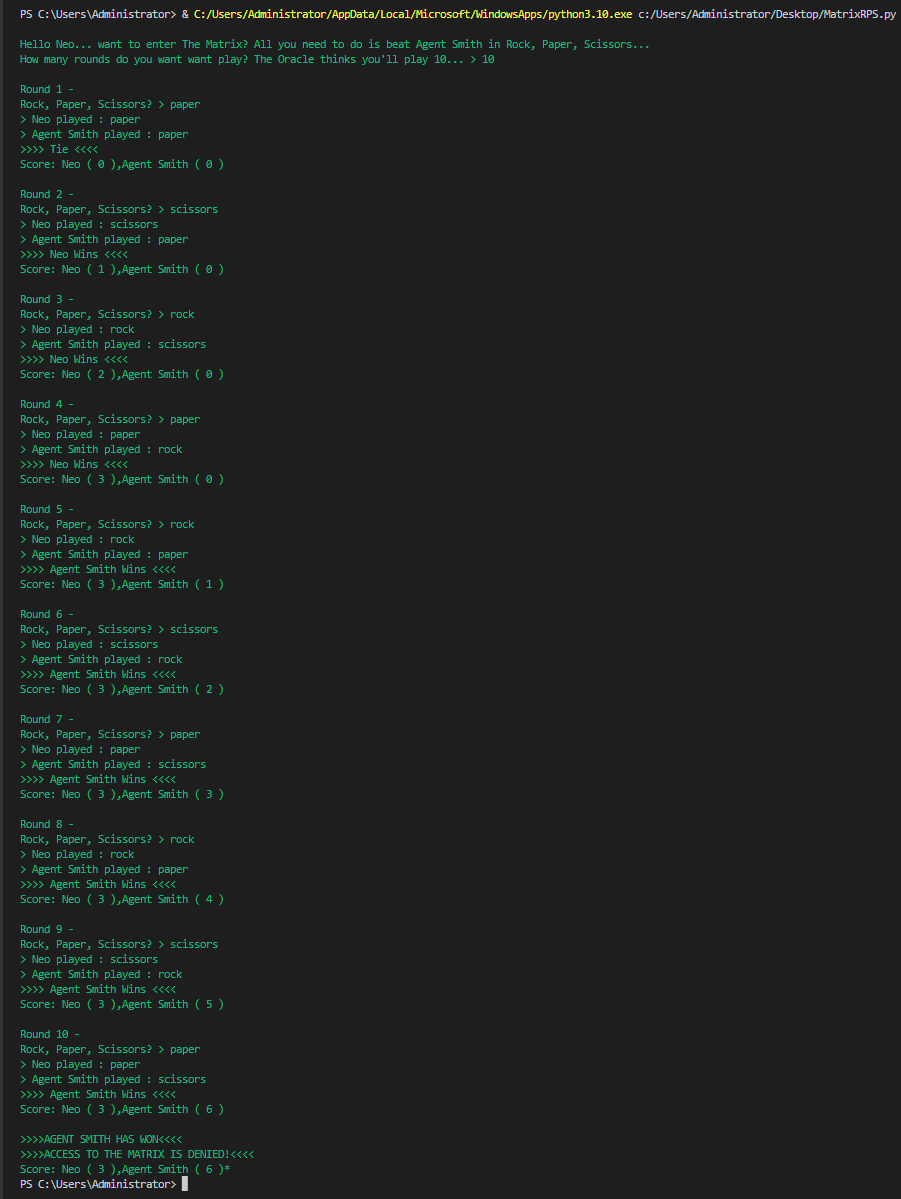 PS C:\Users\Administrator> & C:/Users/Administrator/AppData/Local/Microsoft/WindowsApps/python3.10.exe c:/Users/Administrator/Desktop/MatrixRPS.py
Hello Neo... want to enter The Matrix? All you need to do is beat Agent Smith in Rock, Paper, Scissors...
How many rounds do you want want play? The Oracle thinks you'll play 10... > 10
Round 1 -
Rock, Paper, Scissors? > paper
> Neo played : paper
> Agent Smith played : paper
>>>> Tie <<<<
Score: Neo ( 0 ),Agent Smith ( 0 )
Round 2 -
Rock, Paper, Scissors? > scissors
> Neo played : scissors
> Agent Smith played : paper
>>>> Neo Wins <<<<
Score: Neo ( 1 ),Agent Smith ( 0 )
Round 3 -
Rock, Paper, Scissors? > rock
> Neo played : rock
> Agent Smith played : scissors
>>>> Neo Wins <<<<
Score: Neo ( 2 ),Agent Smith ( 0 )
Round 4 -
Rock, Paper, Scissors? > paper
> Neo played : paper
> Agent Smith played : rock
>>>> Neo Wins <<<<
Score: Neo ( 3 ),Agent Smith ( 0 )
Round 5 -
Rock, Paper, Scissors? > rock
> Neo played : rock
> Agent Smith played : paper
>>>> Agent Smith Wins <<<<
Score: Neo ( 3 ),Agent Smith ( 1 )
Round 6 -
Rock, Paper, Scissors? > scissors
> Neo played : scissors
> Agent Smith played : rock
>>>> Agent Smith Wins <<<<
Score: Neo ( 3 ),Agent Smith ( 2 )
Round 7 -
Rock, Paper, Scissors? > paper
> Neo played : paper
> Agent Smith played : scissors
>>>> Agent Smith Wins <<<<
Score: Neo ( 3 ),Agent Smith ( 3 )
Round 8 -
Rock, Paper, Scissors? > rock
> Neo played : rock
> Agent Smith played : paper
>>>> Agent Smith Wins <<<<
Score: Neo ( 3 ),Agent Smith ( 4 )
Round 9 -
Rock, Paper, Scissors? > scissors
> Neo played : scissors
> Agent Smith played : rock
>>>> Agent Smith Wins <<<<
Score: Neo ( 3 ),Agent Smith ( 5 )
Round 10 -
Rock, Paper, Scissors? > paper
> Neo played : paper
> Agent Smith played : scissors
>>>> Agent Smith Wins <<<<
Score: Neo ( 3 ),Agent Smith ( 6 )
>>>>AGENT SMITH HAS WON<<<<
>>>>ACCESS TO THE MATRIX IS DENIED!<<<<
Score: Neo ( 3 ),Agent Smith ( 6 )*
PS C:\Users\Administrator>